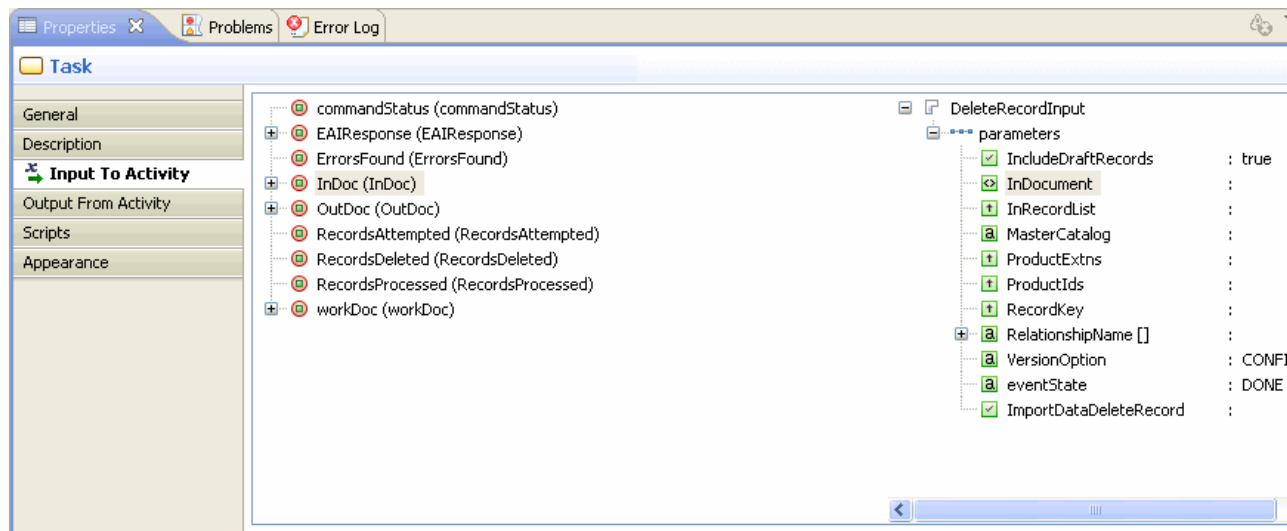 Properties Problems Error Log
Task
General
Description
Input To Activity
Output From Activity
Scripts
Appearance
commandStatus (commandStatus)
EAIResponse (EAIResponse)
ErrorsFound (ErrorsFound)
InDoc (InDoc)
OutDoc (OutDoc)
RecordsAttempted (RecordsAttempted)
RecordsDeleted (RecordsDeleted)
RecordsProcessed (RecordsProcessed)
workDoc (workDoc)
DeleteRecordInput
parameters
IncludeDraftRecords : true
InDocument :
InRecordList :
MasterCatalog :
ProductExtns :
ProductIds :
RecordKey :
RelationshipName [] :
VersionOption : CONFI
eventState : DONE
ImportDataDeleteRecord :